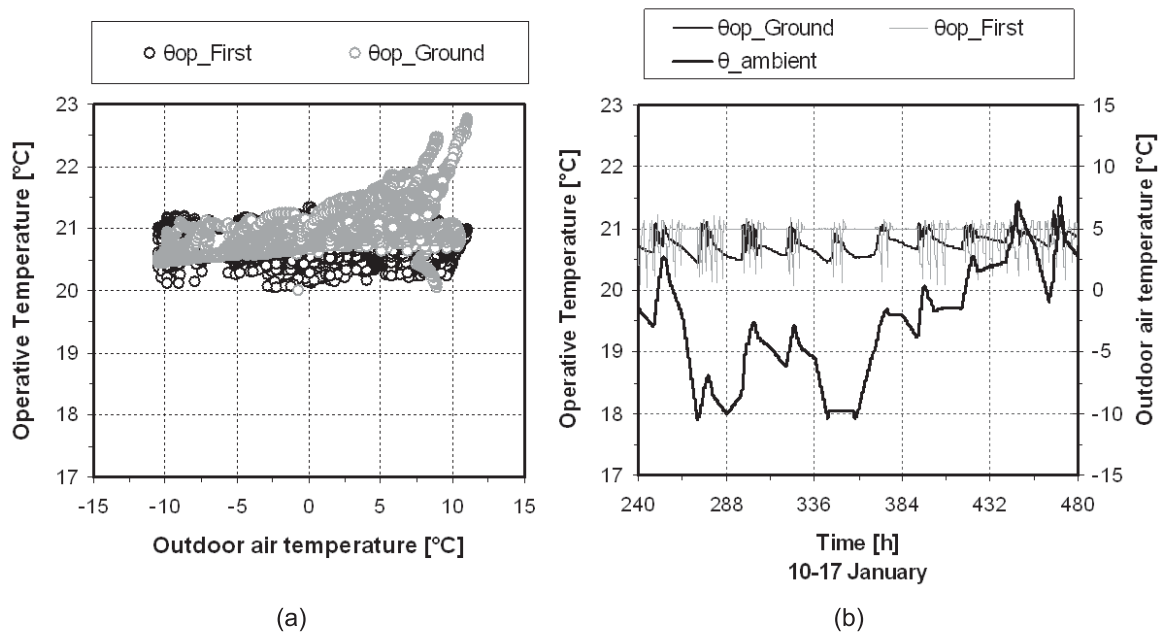 θop_First θop_Ground
23
22
21
20
19
18
17
Operative Temperature [°C]
-15 -10 -5 0 5 10 15
Outdoor air temperature [°C]
(a)
θop_Ground θop_First
θ_ambient
23
22
21
20
19
18
17
Operative Temperature [°C]
15
10
5
0
-5
-10
-15
Outdoor air temperature [°C]
240 288 336 384 432 480
Time [h]
10-17 January
(b)